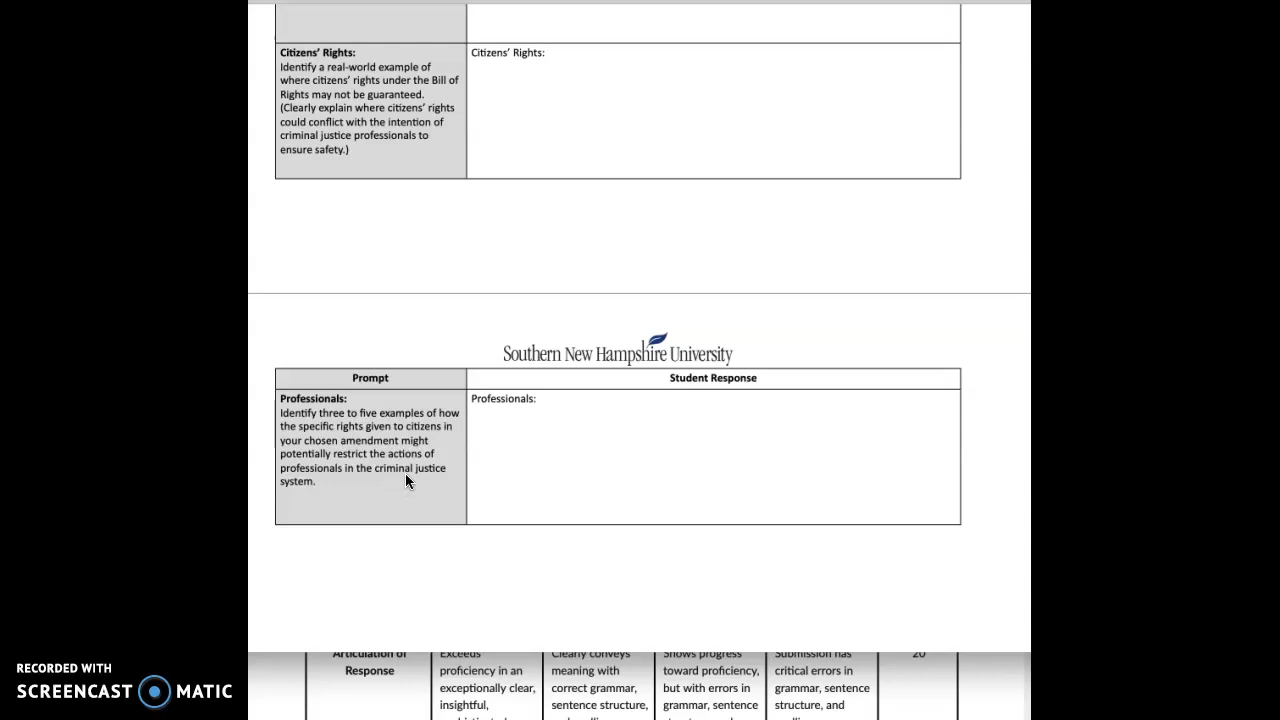 Citizens' Rights:
Identify a real-world example of
where citizens' rights under the Bill of
Rights may not be guaranteed.
(Clearly explain where citizens' rights
could conflict with the intention of
criminal justice professionals to
ensure safety.)
Citizens' Rights:
Southern New Hampshire University
Prompt
Student Response
Professionals:
Identify three to five examples of how
the specific rights given to citizens in
your chosen amendment might
potentially restrict the actions of
professionals in the criminal justice
system.
Professionals:
Articulation of
Response
Exceeds
proficiency in an
exceptionally clear,
insightful,
Clearly conveys
meaning with
correct grammar,
sentence structure,
Shows progress
toward proficiency,
but with errors in
grammar, sentence
Submission has
critical errors in
grammar, sentence
structure, and
20
RECORDED WITH
SCREENCAST MATIC